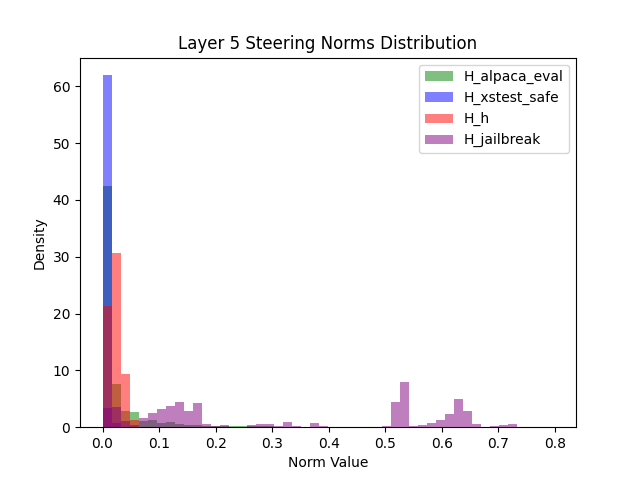 Layer 5 Steering Norms Distribution
H_alpaca_eval
H_xstest_safe
H_h
H_jailbreak
60
50
40
30
20
10
0
Density
0.0 0.1 0.2 0.3 0.4 0.5 0.6 0.7 0.8
Norm Value